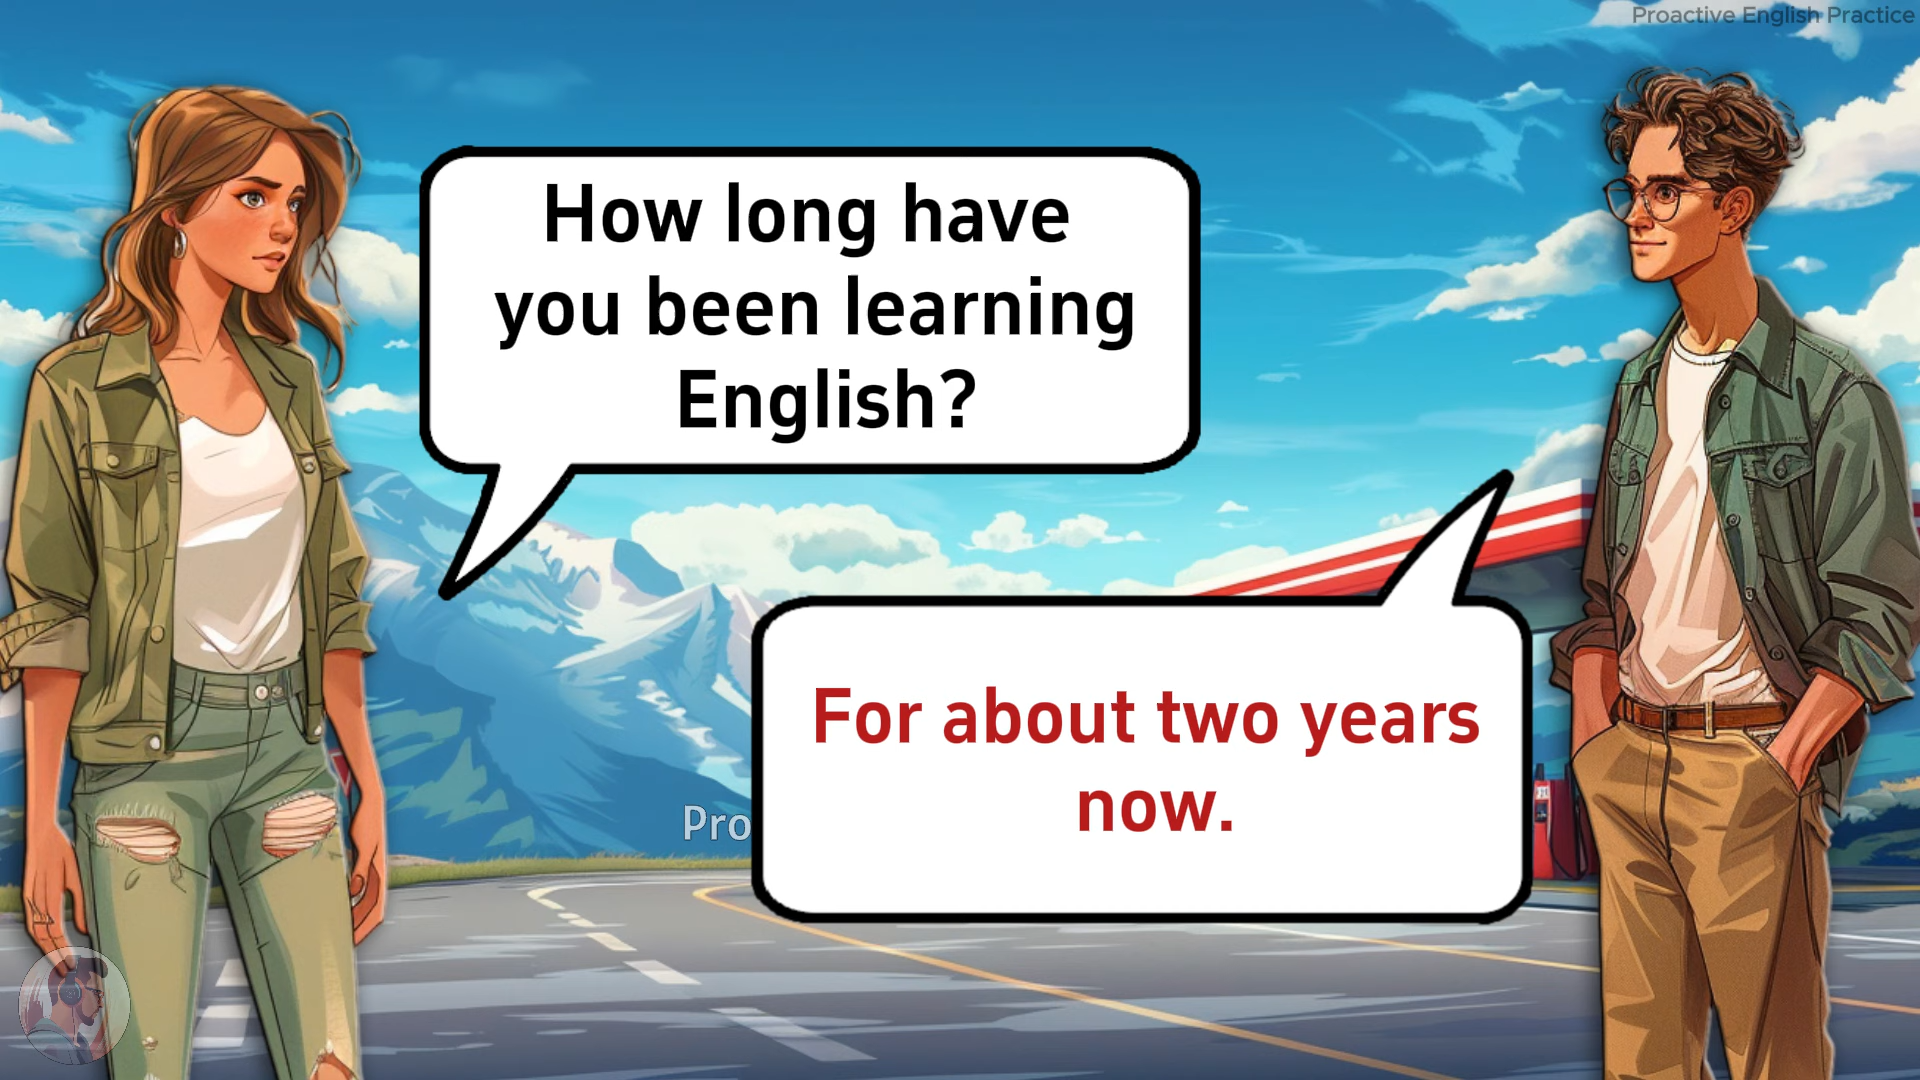 Proactive English Practice
How long have
you been learning
English?
For about two years
now.
Pro